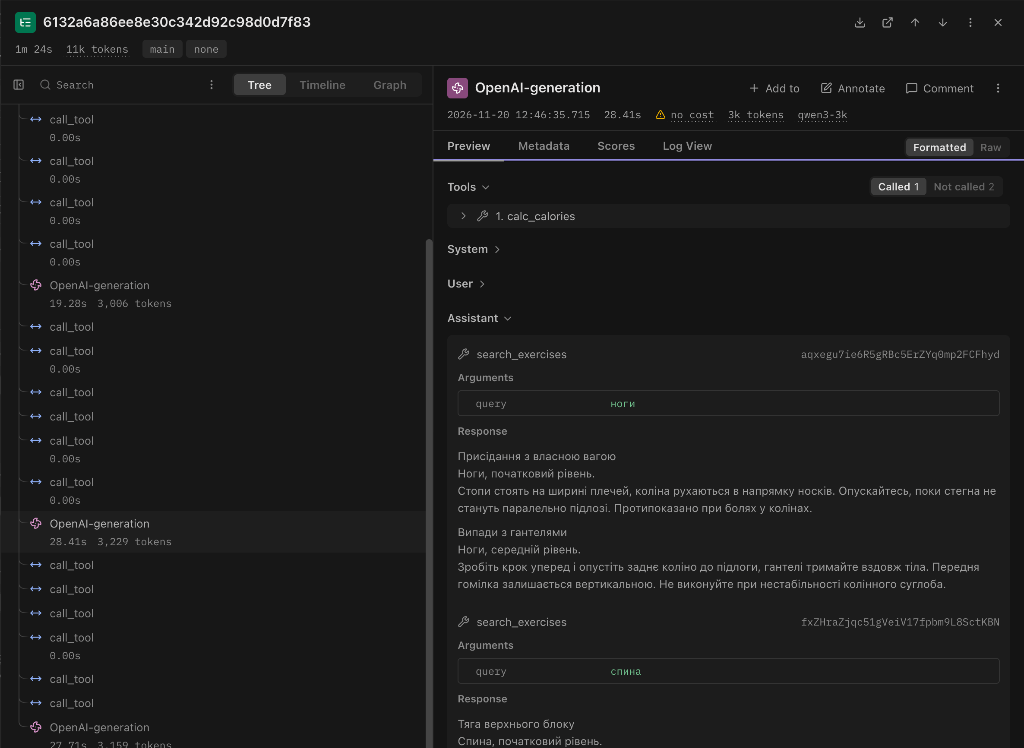 6132a6a86ee8e30c342d92c98d0d7f83
1m 24s 11k tokens main none
Search
Tree Timeline Graph
call_tool
0.00s
call_tool
0.00s
call_tool
0.00s
call_tool
0.00s
OpenAI-generation
19.28s 3,006 tokens
call_tool
call_tool
0.00s
call_tool
call_tool
call_tool
0.00s
call_tool
0.00s
OpenAI-generation
28.41s 3,229 tokens
call_tool
call_tool
call_tool
call_tool
0.00s
call_tool
call_tool
OpenAI-generation
27.71s 3,159 tokens
OpenAI-generation
Add to Annotate Comment
2026-11-20 12:46:35.715 28.41s no cost 3k tokens qwen3-3k
Preview Metadata Scores Log View
Formatted Raw
Tools
Called 1 Not called 2
1. calc_calories
System
User
Assistant
search_exercises aqxegu7ie6R5gRBc5ErZYq0mp2FCFhyd
Arguments
query ноги
Response
Присідання з власною вагою
Ноги, початковий рівень.
Стопи стоять на ширині плечей, коліна рухаються в напрямку носків. Опускайтесь, поки стегна не
стануть паралельно підлозі. Протипоказано при болях у колінах.
Випади з гантелями
Ноги, середній рівень.
Зробіть крок уперед і опустіть заднє коліно до підлоги, гантелі тримайте вздовж тіла. Передня
гомілка залишається вертикальною. Не виконуйте при нестабільності колінного суглоба.
search_exercises fxZHraZjqc51gVeiV17fpbm9L8SctKBN
Arguments
query спина
Response
Тяга верхнього блоку
Спина, початковий рівень.